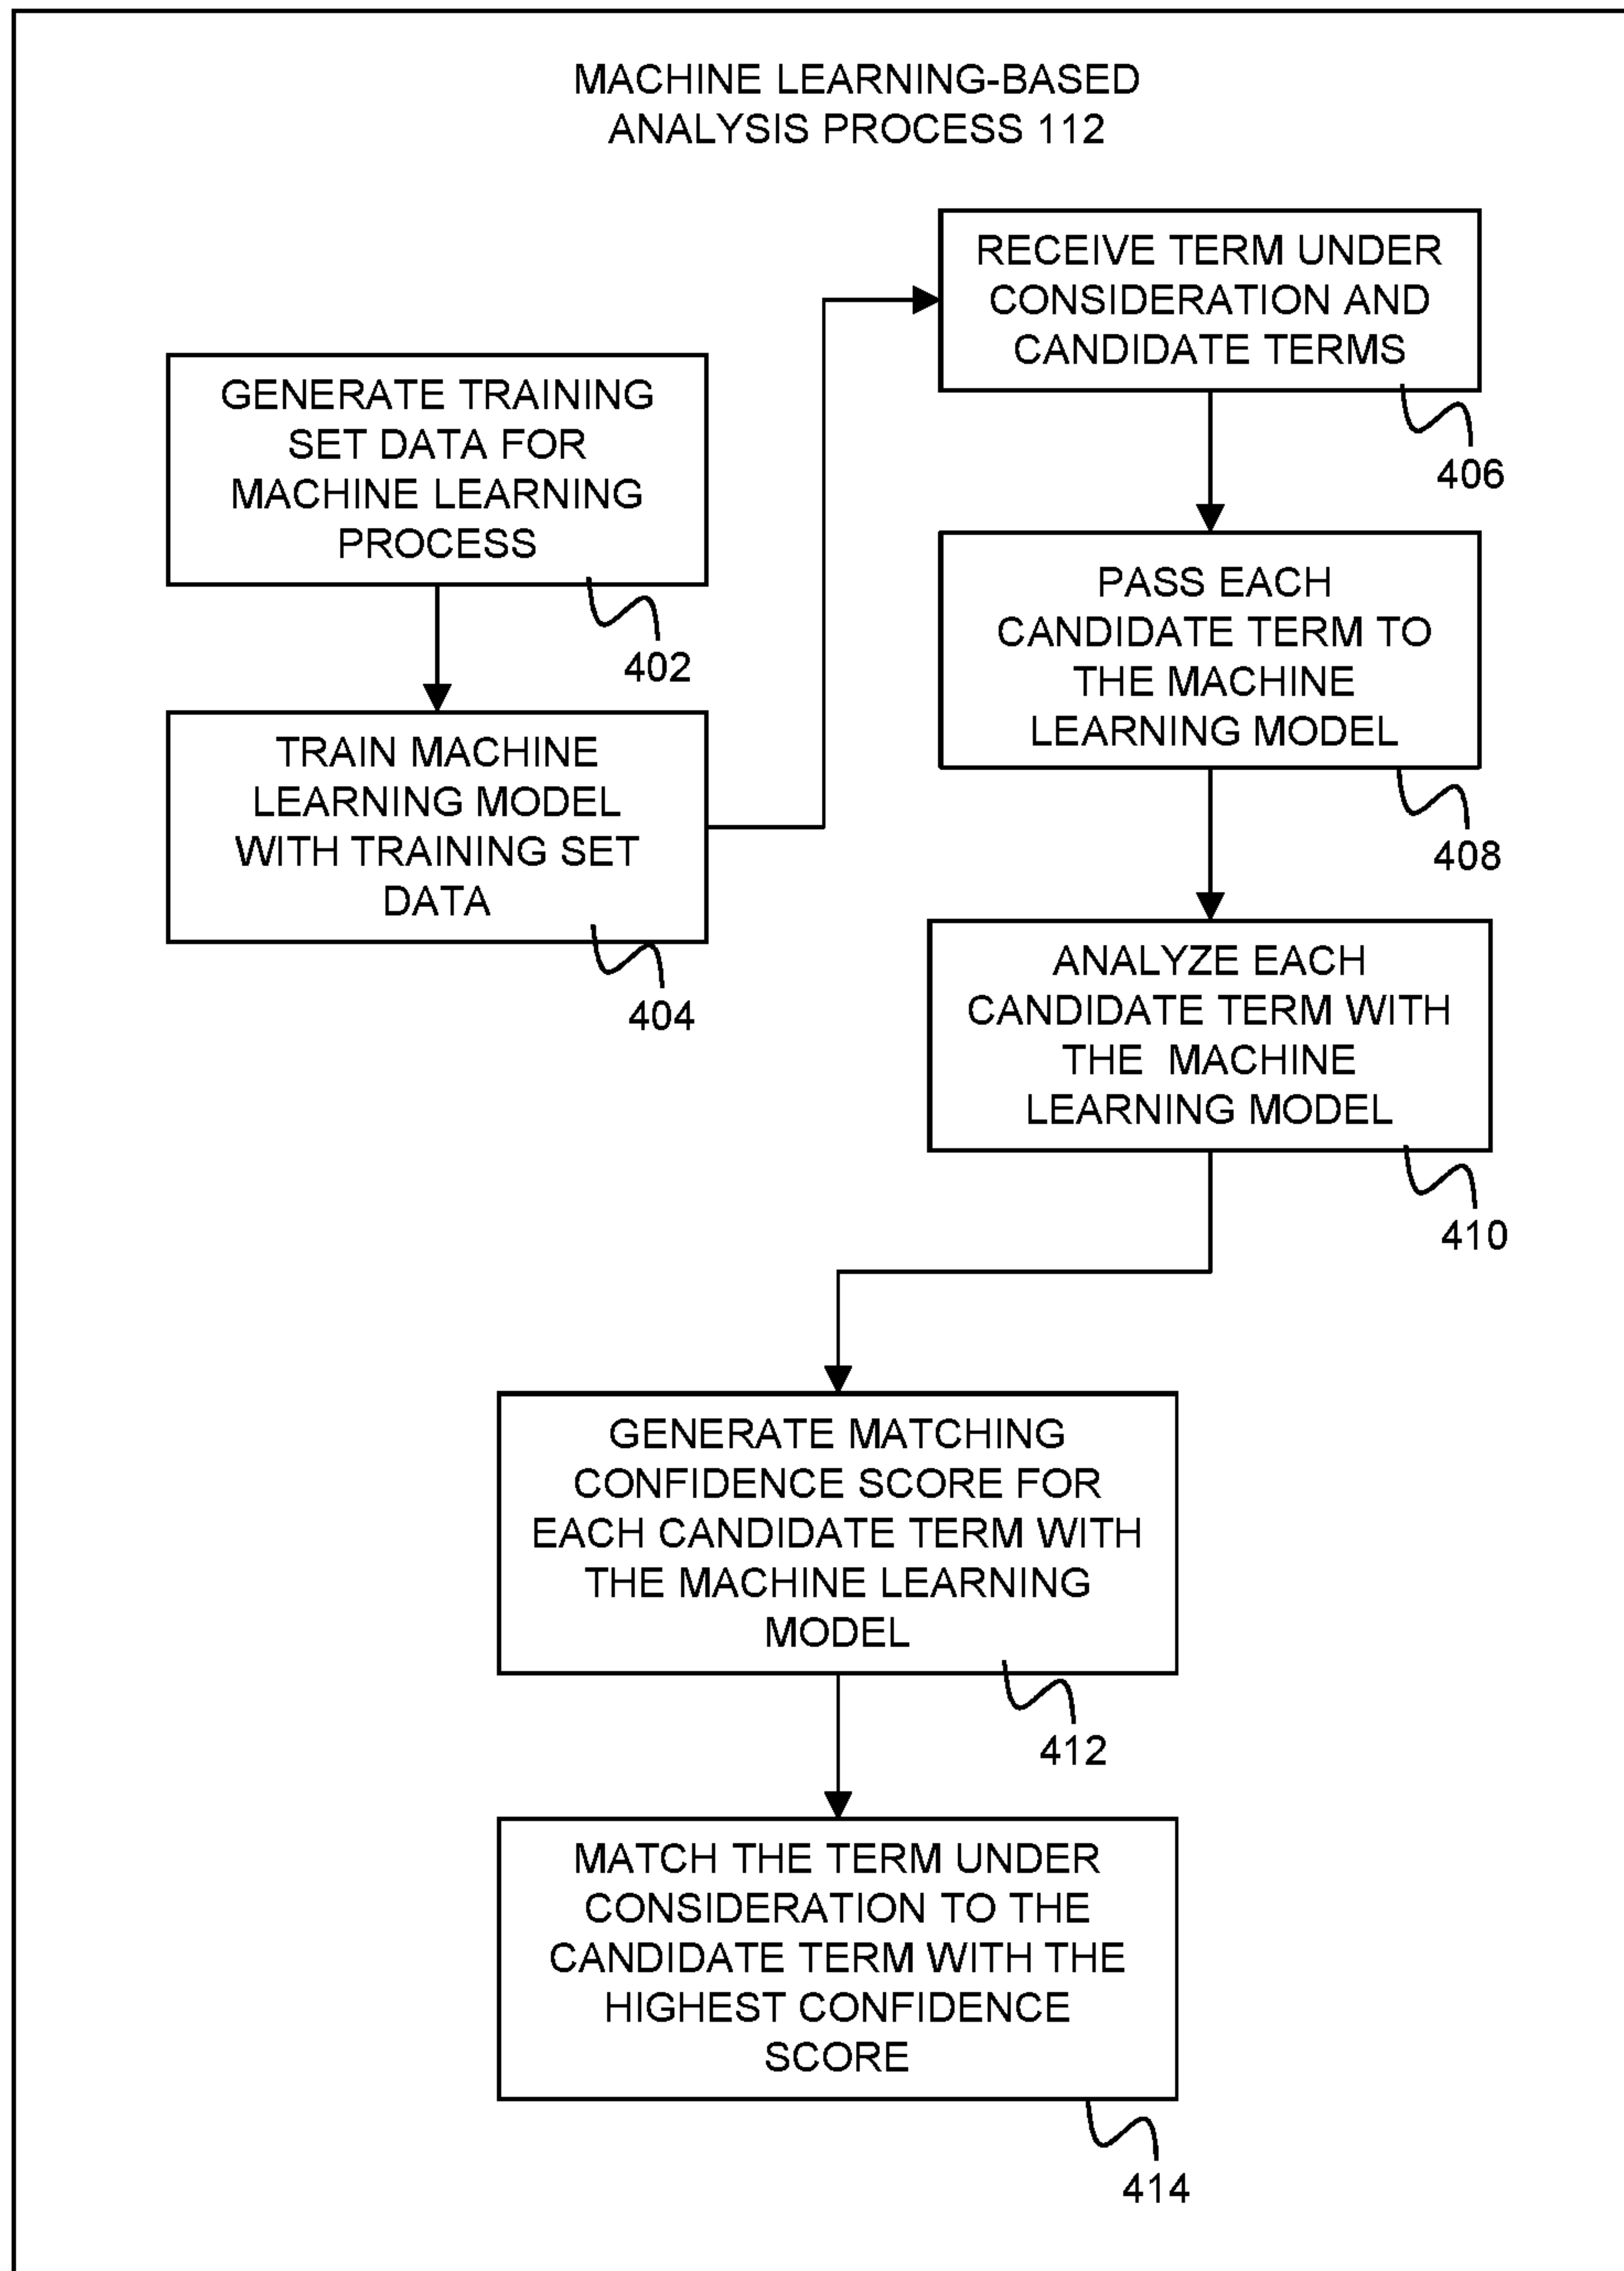 MACHINE LEARNING-BASED
ANALYSIS PROCESS 112
GENERATE TRAINING
SET DATA FOR
MACHINE LEARNING
PROCESS
402
TRAIN MACHINE
LEARNING MODEL
WITH TRAINING SET
DATA
404
RECEIVE TERM UNDER
CONSIDERATION AND
CANDIDATE TERMS
406
PASS EACH
CANDIDATE TERM TO
THE MACHINE
LEARNING MODEL
408
ANALYZE EACH
CANDIDATE TERM WITH
THE MACHINE
LEARNING MODEL
410
GENERATE MATCHING
CONFIDENCE SCORE FOR
EACH CANDIDATE TERM WITH
THE MACHINE LEARNING
MODEL
412
MATCH THE TERM UNDER
CONSIDERATION TO THE
CANDIDATE TERM WITH THE
HIGHEST CONFIDENCE
SCORE
414